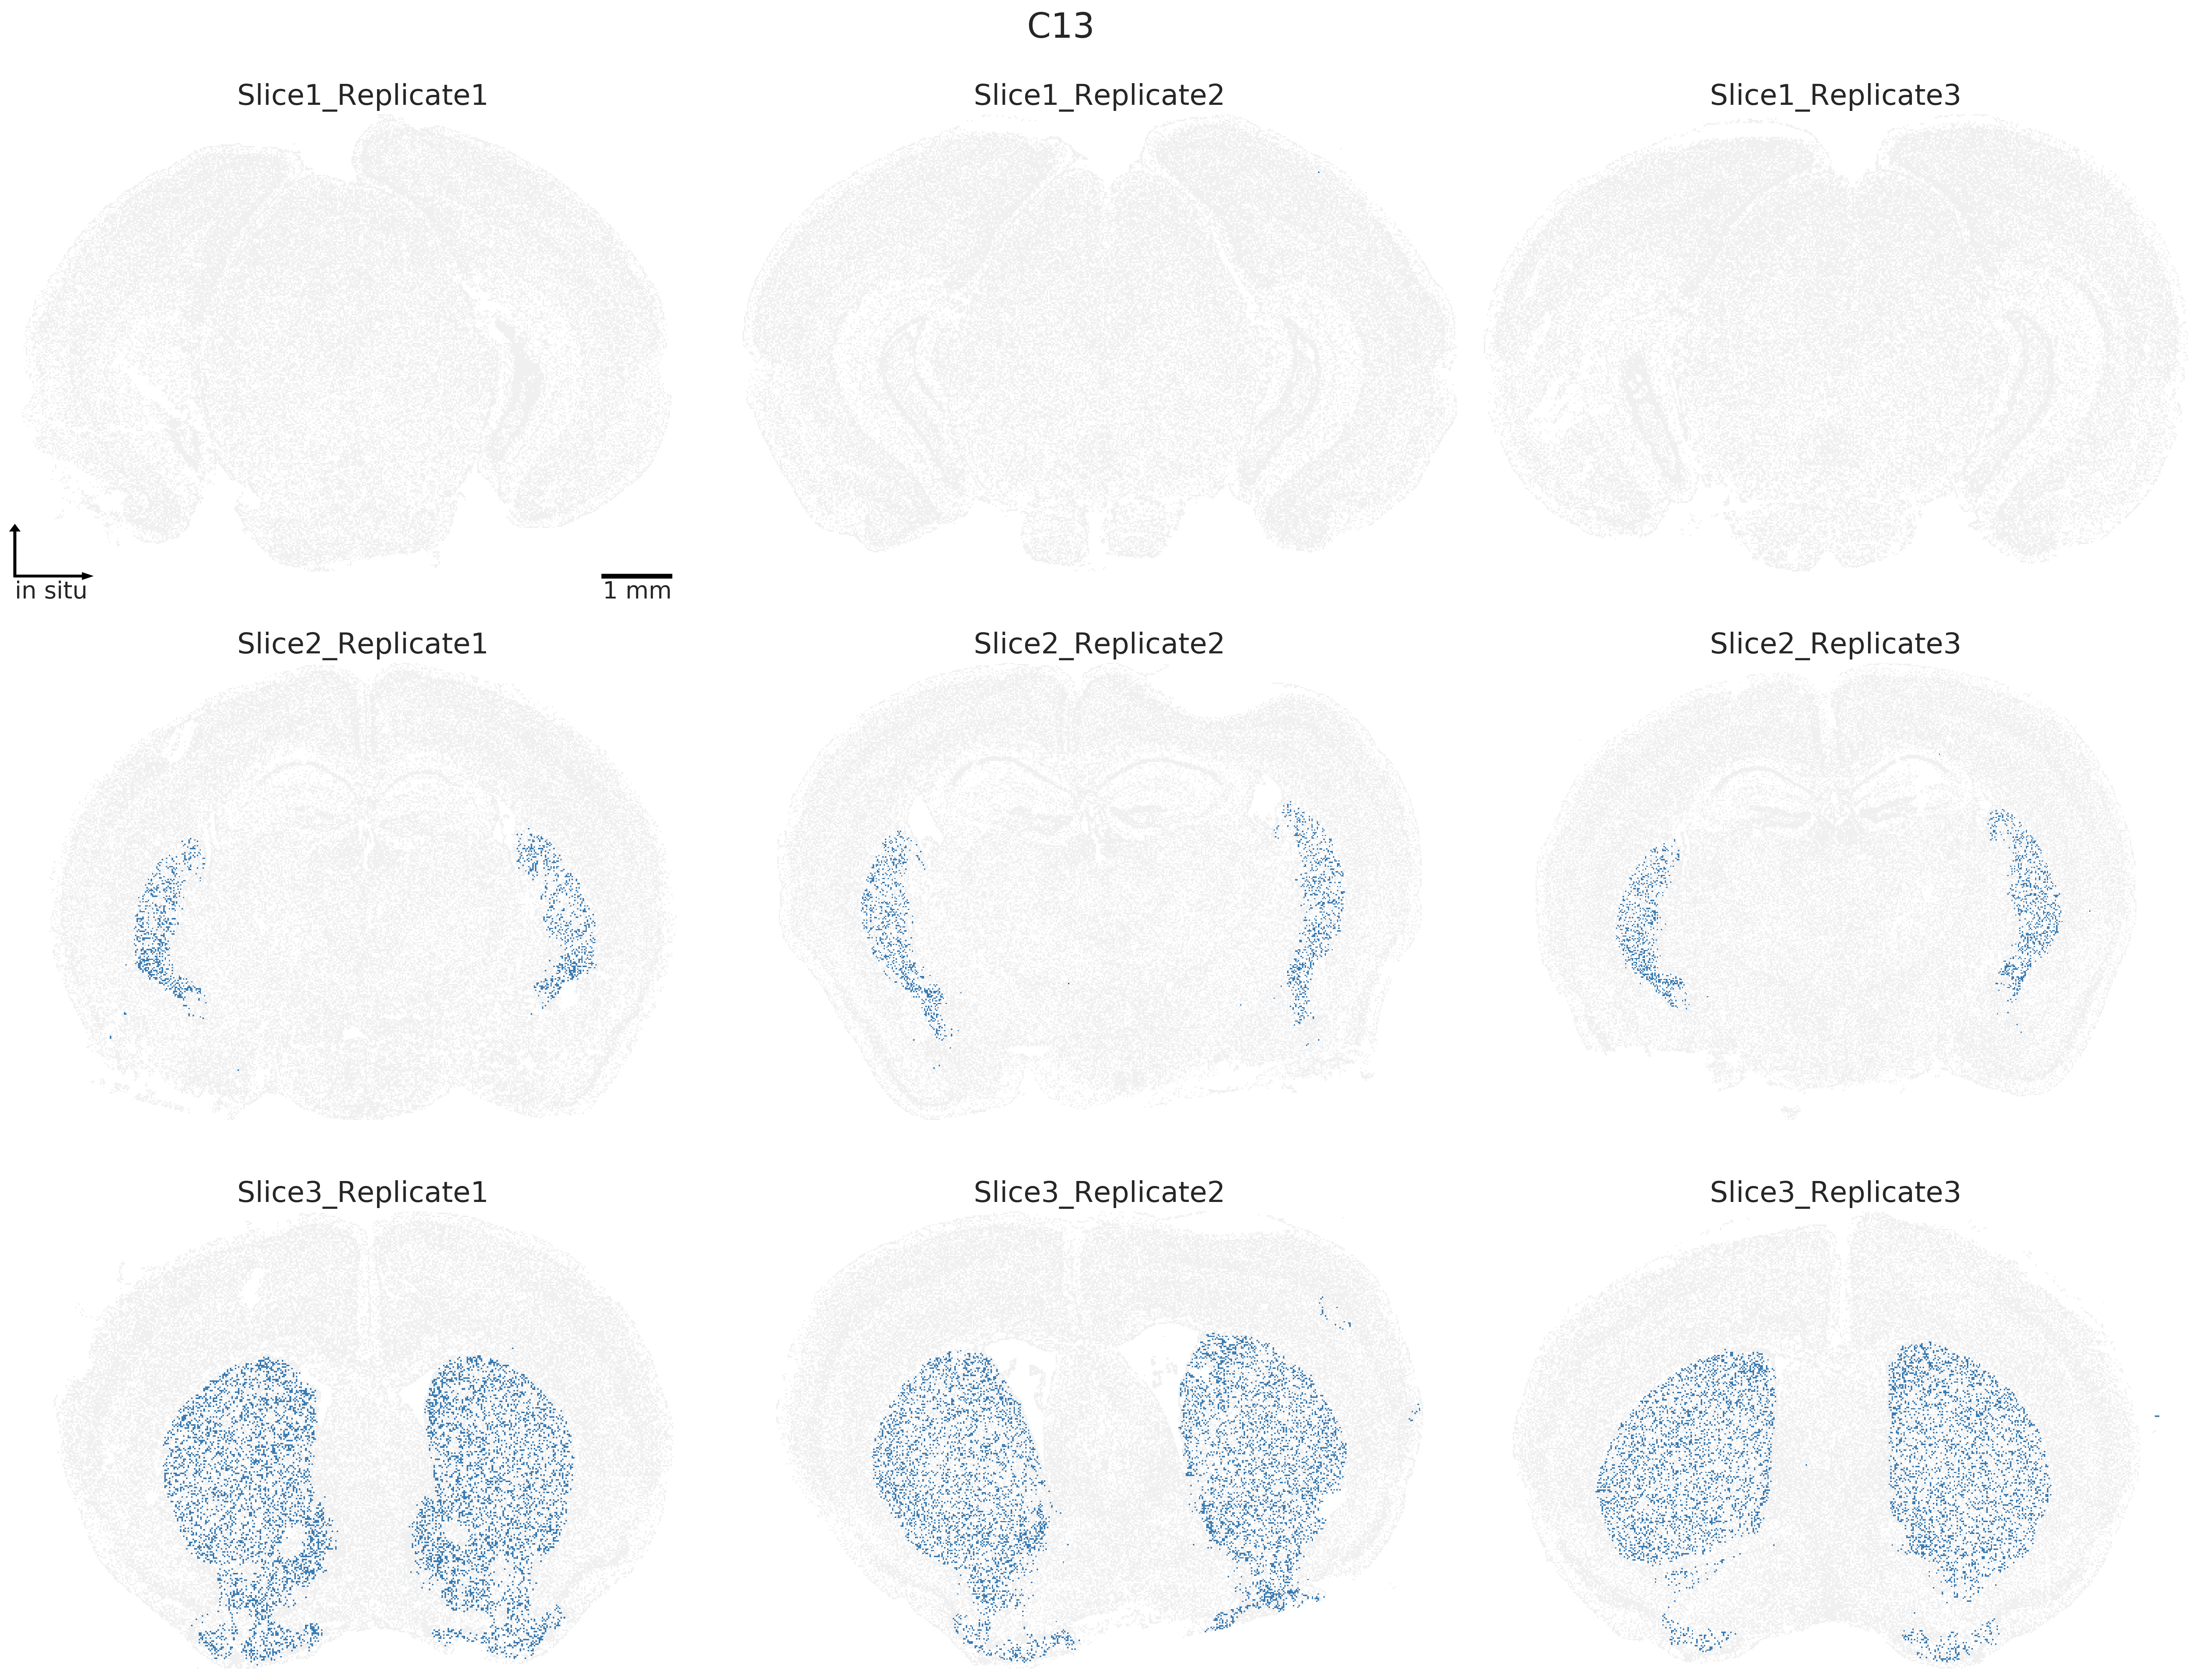 C13
Slice1_Replicate1
Slice1_Replicate2
Slice1_Replicate3
in situ
1 mm
Slice2_Replicate1
Slice2_Replicate2
Slice2_Replicate3
Slice3_Replicate1
Slice3_Replicate2
Slice3_Replicate3